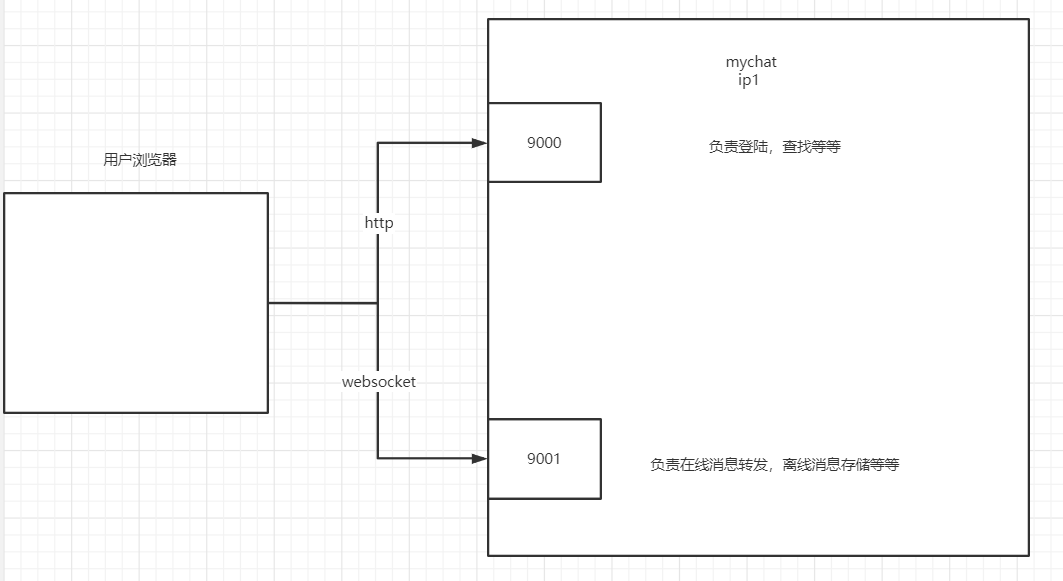 mychat
ip1
9000
负责登陆，查找等等
用户浏览器
http
websocket
9001
负责在线消息转发，离线消息存储等等